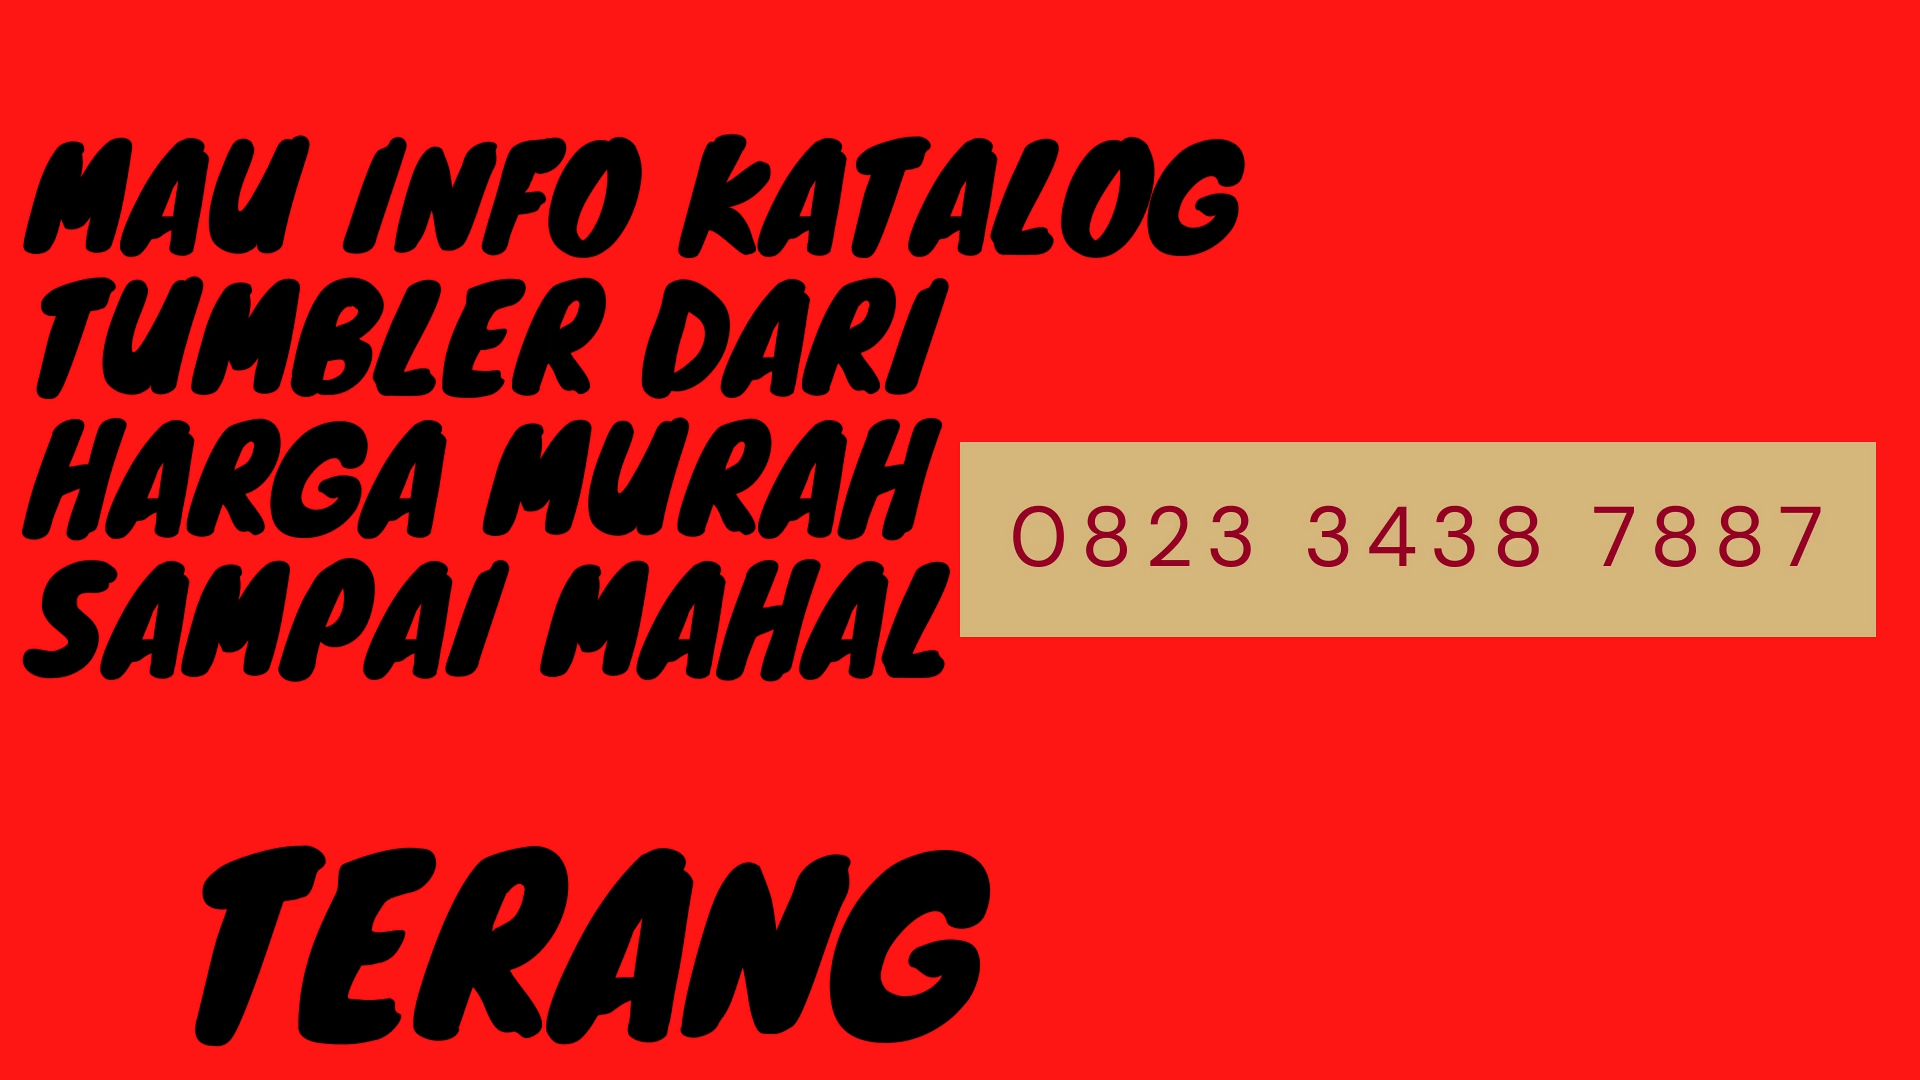 MAU INFO KATALOG
TUMBLER DARI
HARGA MURAH
SAMPAI MAHAL
0823 3438 7887
TERANG